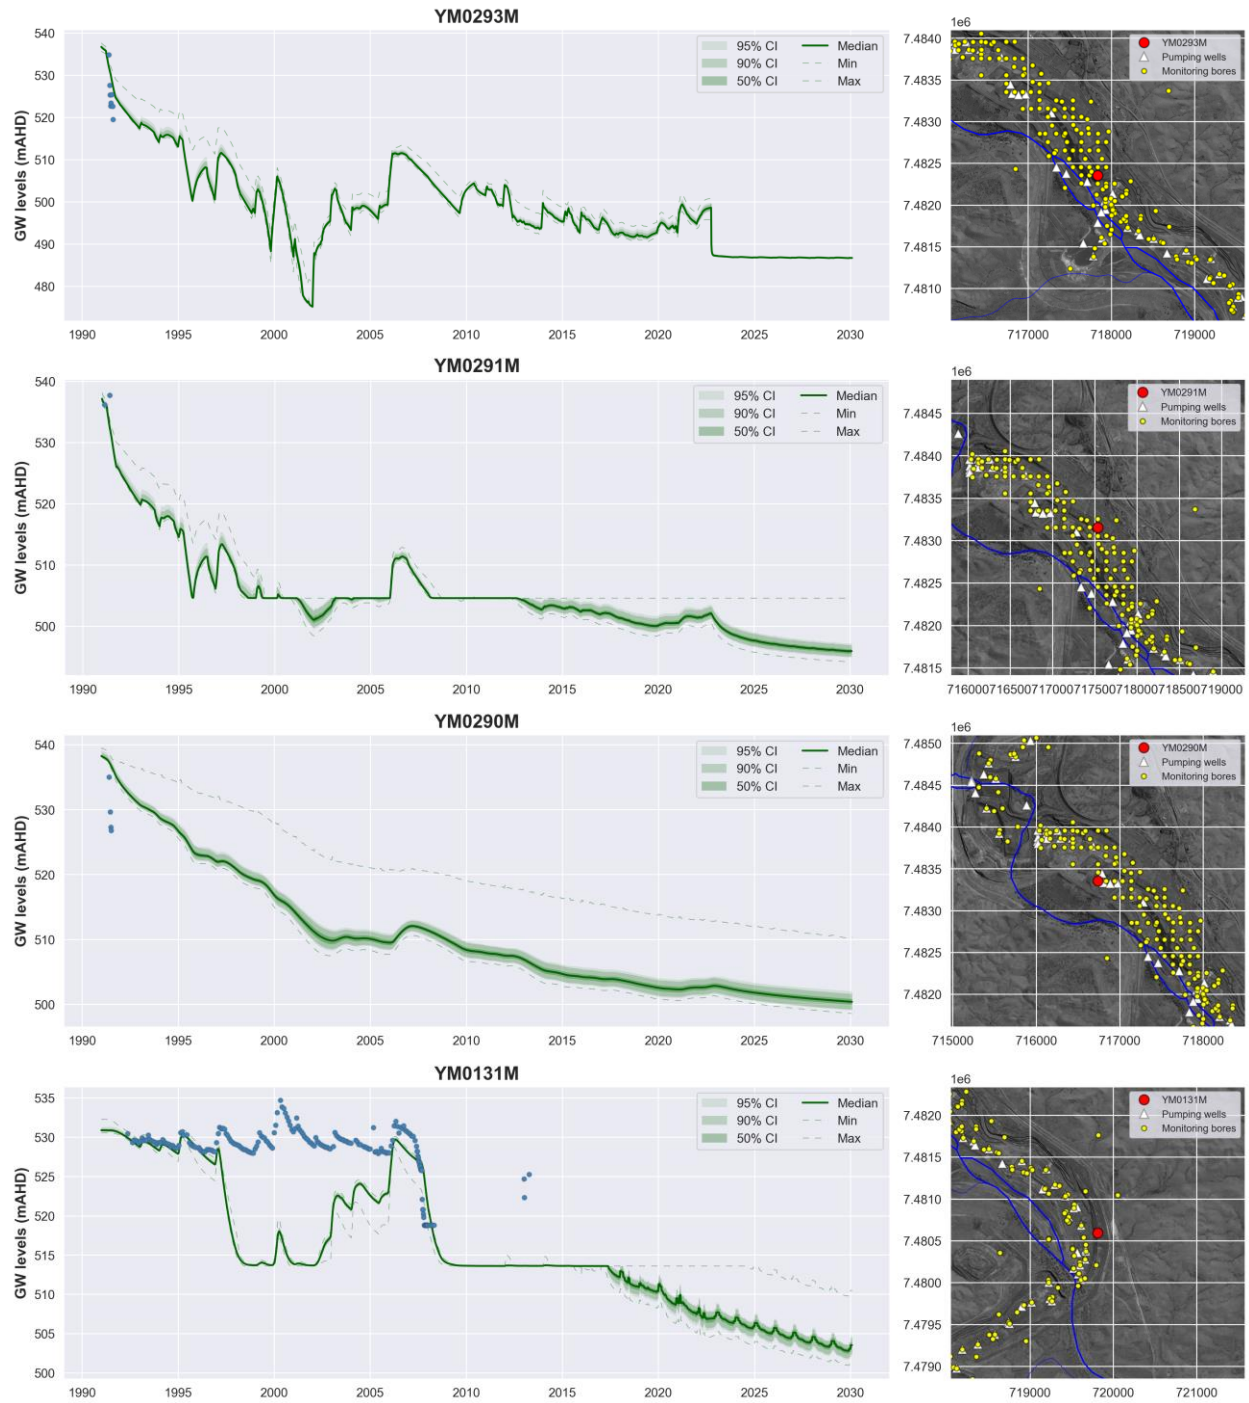 YM0293M
GW levels (mAHD)
540
530
520
510
500
490
480
1990 1995 2000 2005 2010 2015 2020 2025 2030
95% CI Median
90% CI Min
50% CI Max
1e6
7.4840
7.4835
7.4830
7.4825
7.4820
7.4815
7.4810
717000 718000 719000
YM0293M
Pumping wells
Monitoring bores
YM0291M
GW levels (mAHD)
540
530
520
510
500
1990 1995 2000 2005 2010 2015 2020 2025 2030
95% CI Median
90% CI Min
50% CI Max
1e6
7.4845
7.4840
7.4835
7.4830
7.4825
7.4820
7.4815
716000716500717000717500718000718500719000
YM0291M
Pumping wells
Monitoring bores
YM0290M
GW levels (mAHD)
540
530
520
510
500
1990 1995 2000 2005 2010 2015 2020 2025 2030
95% CI Median
90% CI Min
50% CI Max
1e6
7.4850
7.4845
7.4840
7.4835
7.4830
7.4825
7.4820
715000 716000 717000 718000
YM0290M
Pumping wells
Monitoring bores
YM0131M
GW levels (mAHD)
535
530
525
520
515
510
505
500
1990 1995 2000 2005 2010 2015 2020 2025 2030
95% CI Median
90% CI Min
50% CI Max
1e6
7.4820
7.4815
7.4810
7.4805
7.4800
7.4795
7.4790
719000 720000 721000
YM0131M
Pumping wells
Monitoring bores